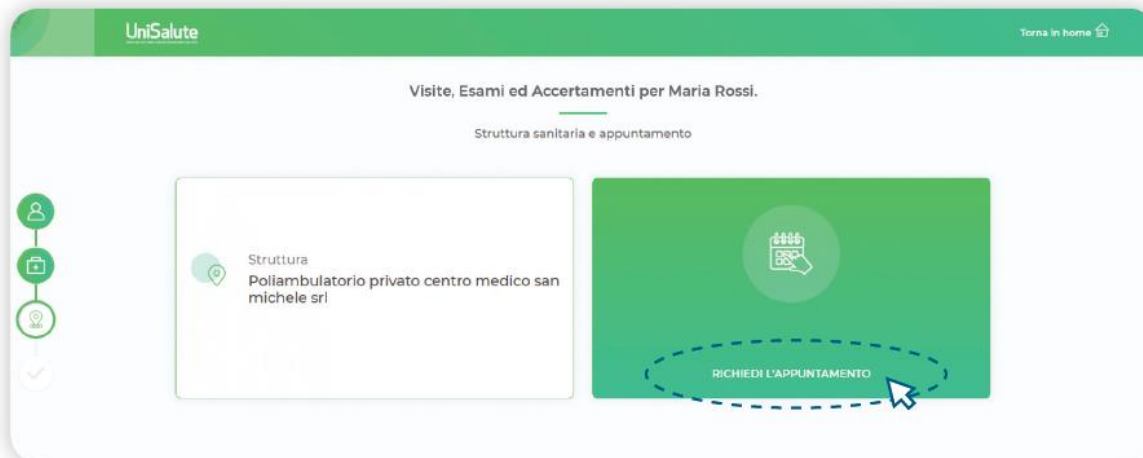 UniSalute
Torna in home
Visite, Esami ed Accertamenti per Maria Rossi.
Struttura sanitaria e appuntamento
Struttura
Poliambulatorio privato centro medico san
michele srl
RICHIEDI L'APPUNTAMENTO